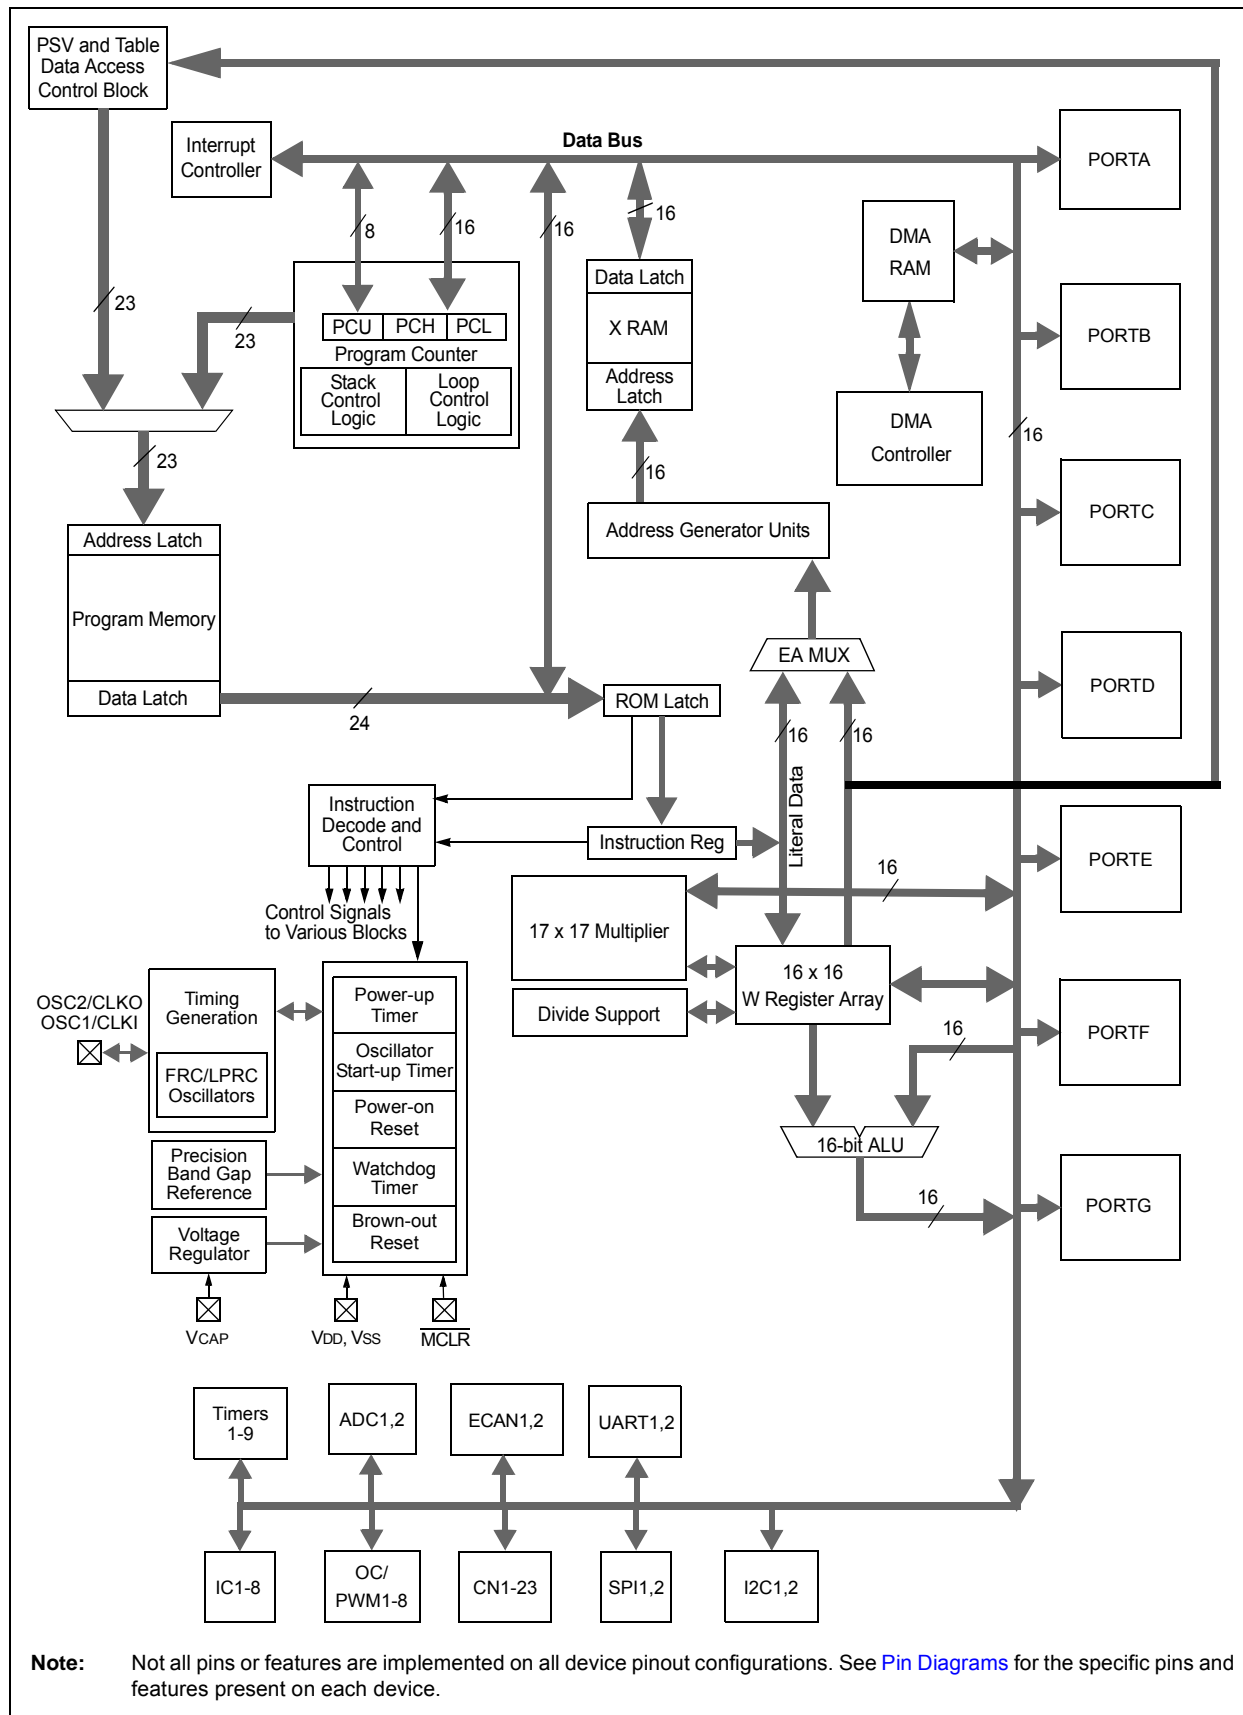 PSV and Table
Data Access
Control Block
Interrupt
Controller
Data Bus
PORTA
8
16
16
16
DMA
RAM
Data Latch
X RAM
Address
Latch
23
23
PCU
PCH
PCL
Program Counter
Stack
Control
Logic
Loop
Control
Logic
PORTB
DMA
Controller
16
23
16
PORTC
Address Generator Units
Address Latch
Program Memory
Data Latch
EA MUX
PORTD
24
ROM Latch
16
16
Literal Data
Instruction
Decode and
Control
Instruction Reg
PORTE
16
Control Signals
to Various Blocks
17 x 17 Multiplier
16 x 16
W Register Array
Divide Support
OSC2/CLKO
OSC1/CLKI
Timing
Generation
FRC/LPRC
Oscillators
Power-up
Timer
Oscillator
Start-up Timer
Power-on
Reset
Watchdog
Timer
Brown-out
Reset
PORTF
16
16-bit ALU
Precision
Band Gap
Reference
Voltage
Regulator
16
PORTG
VCAP
VDD, VSS
MCLR
Timers
1-9
ADC1,2
ECAN1,2
UART1,2
IC1-8
OC/
PWM1-8
CN1-23
SPI1,2
I2C1,2
Note: Not all pins or features are implemented on all device pinout configurations. See Pin Diagrams for the specific pins and
features present on each device.